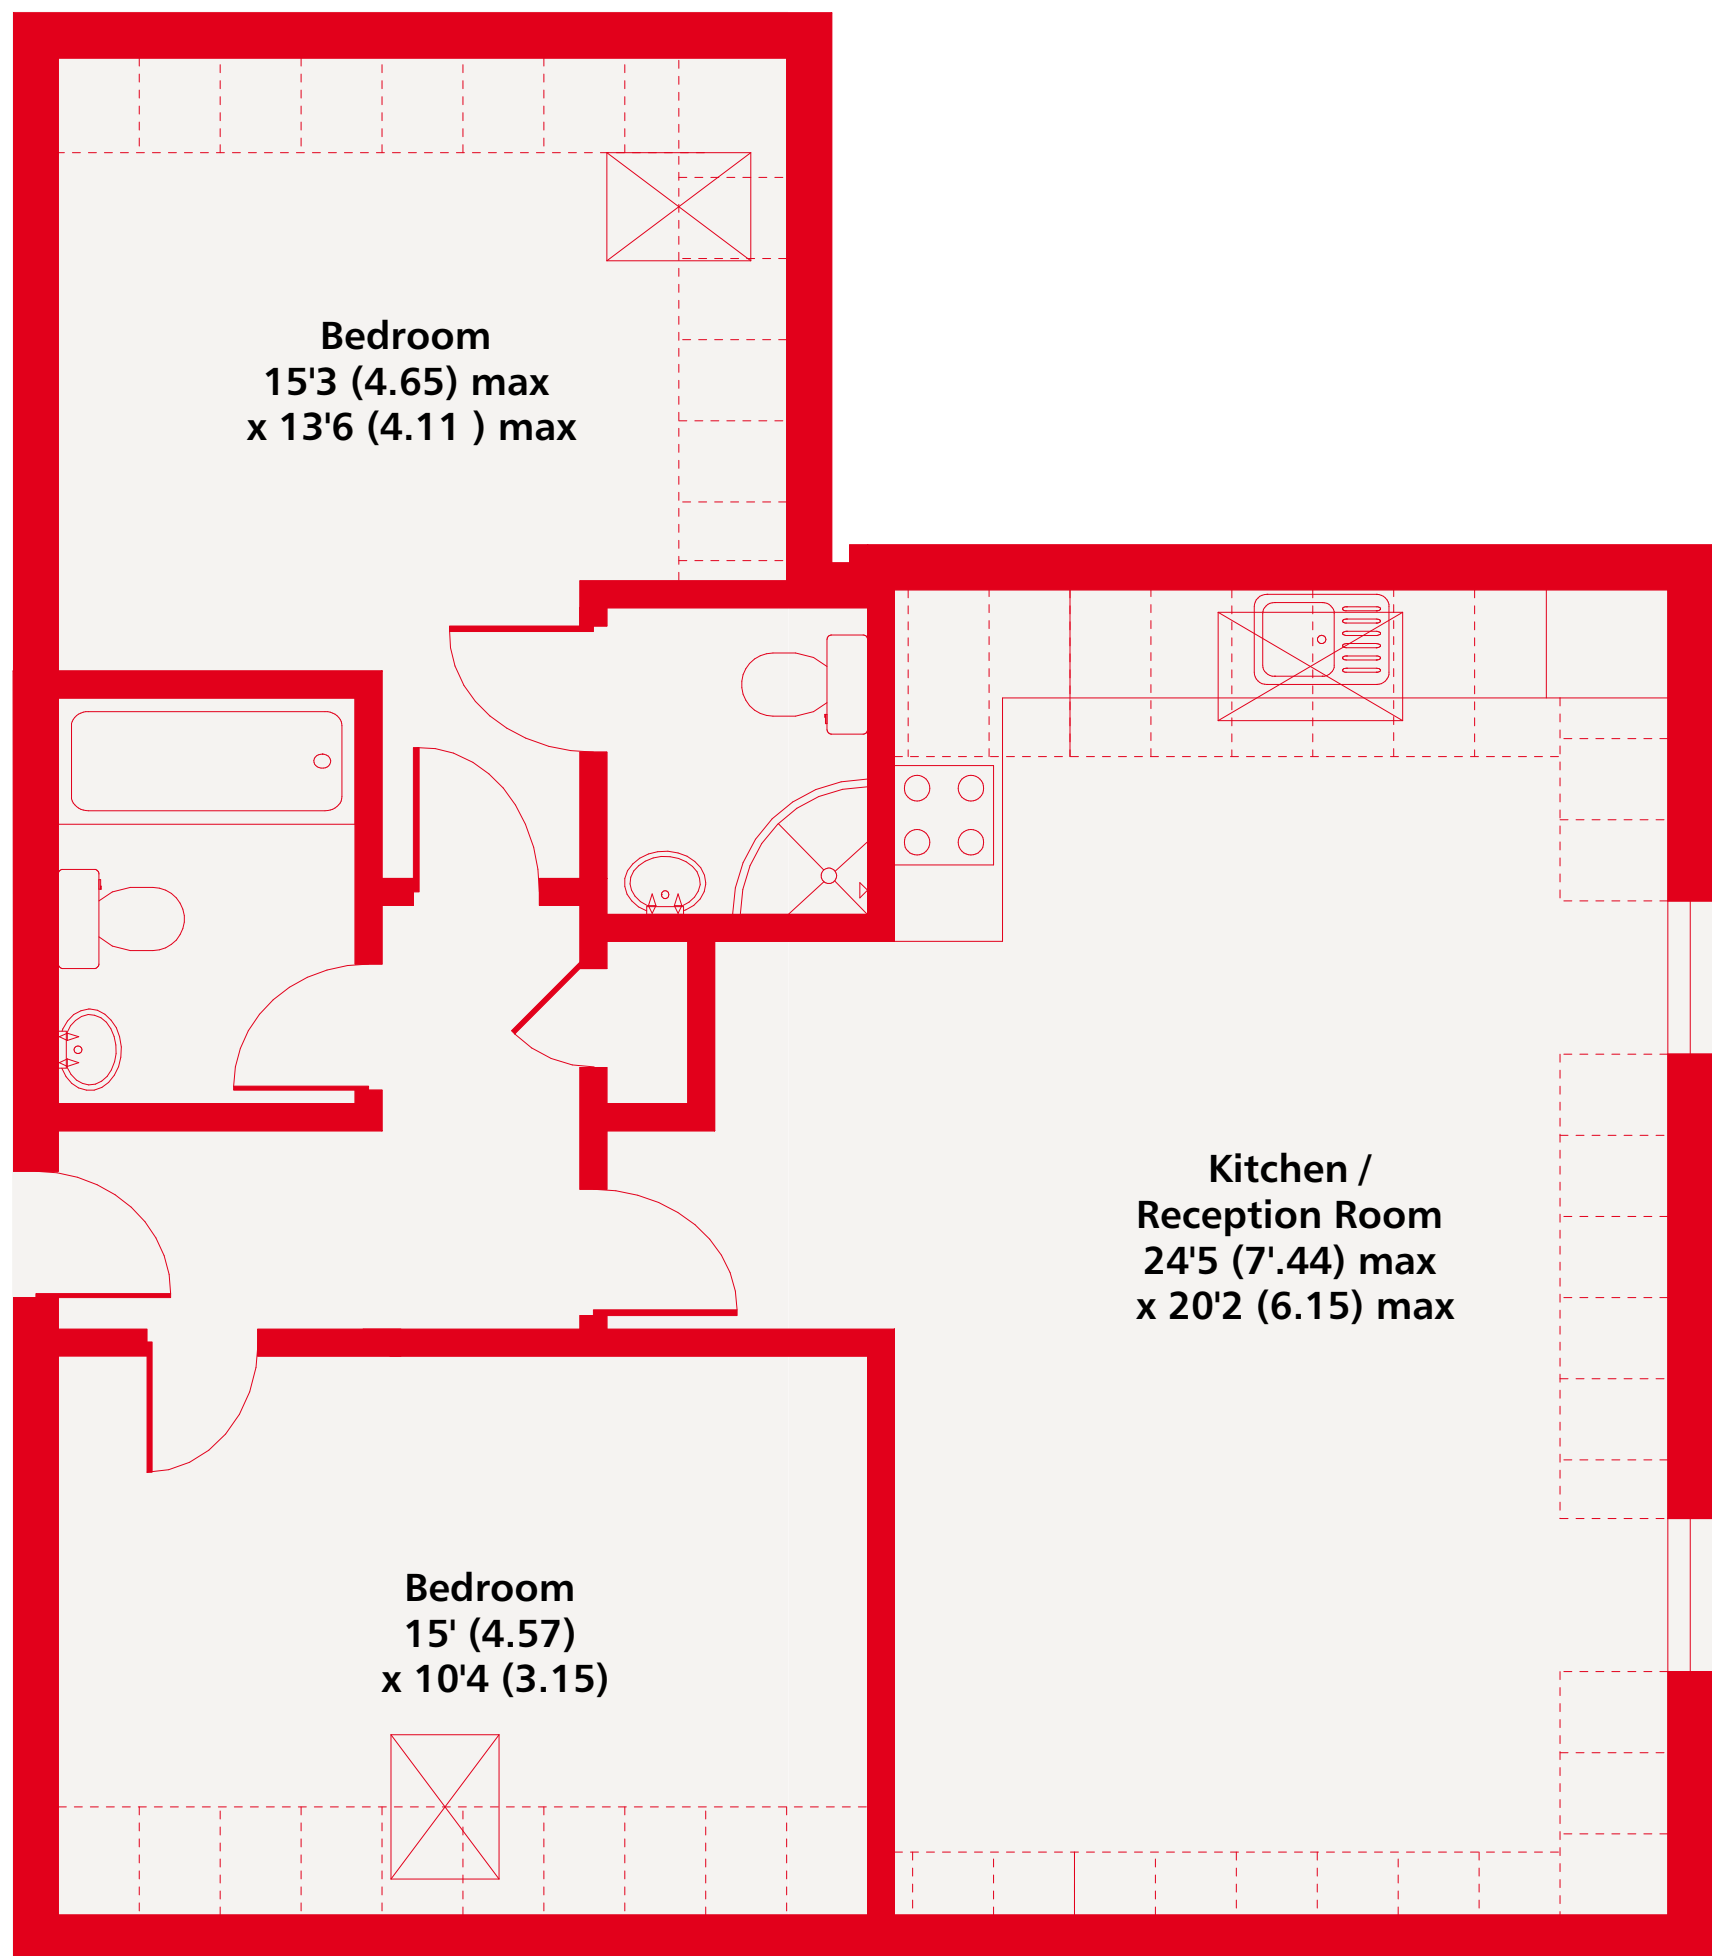 Bedroom
15'3 (4.65) max
x 13'6 (4.11 ) max
Kitchen /
Reception Room
24'5 (7'.44) max
x 20'2 (6.15) max
Bedroom
15' (4.57)
x 10'4 (3.15)